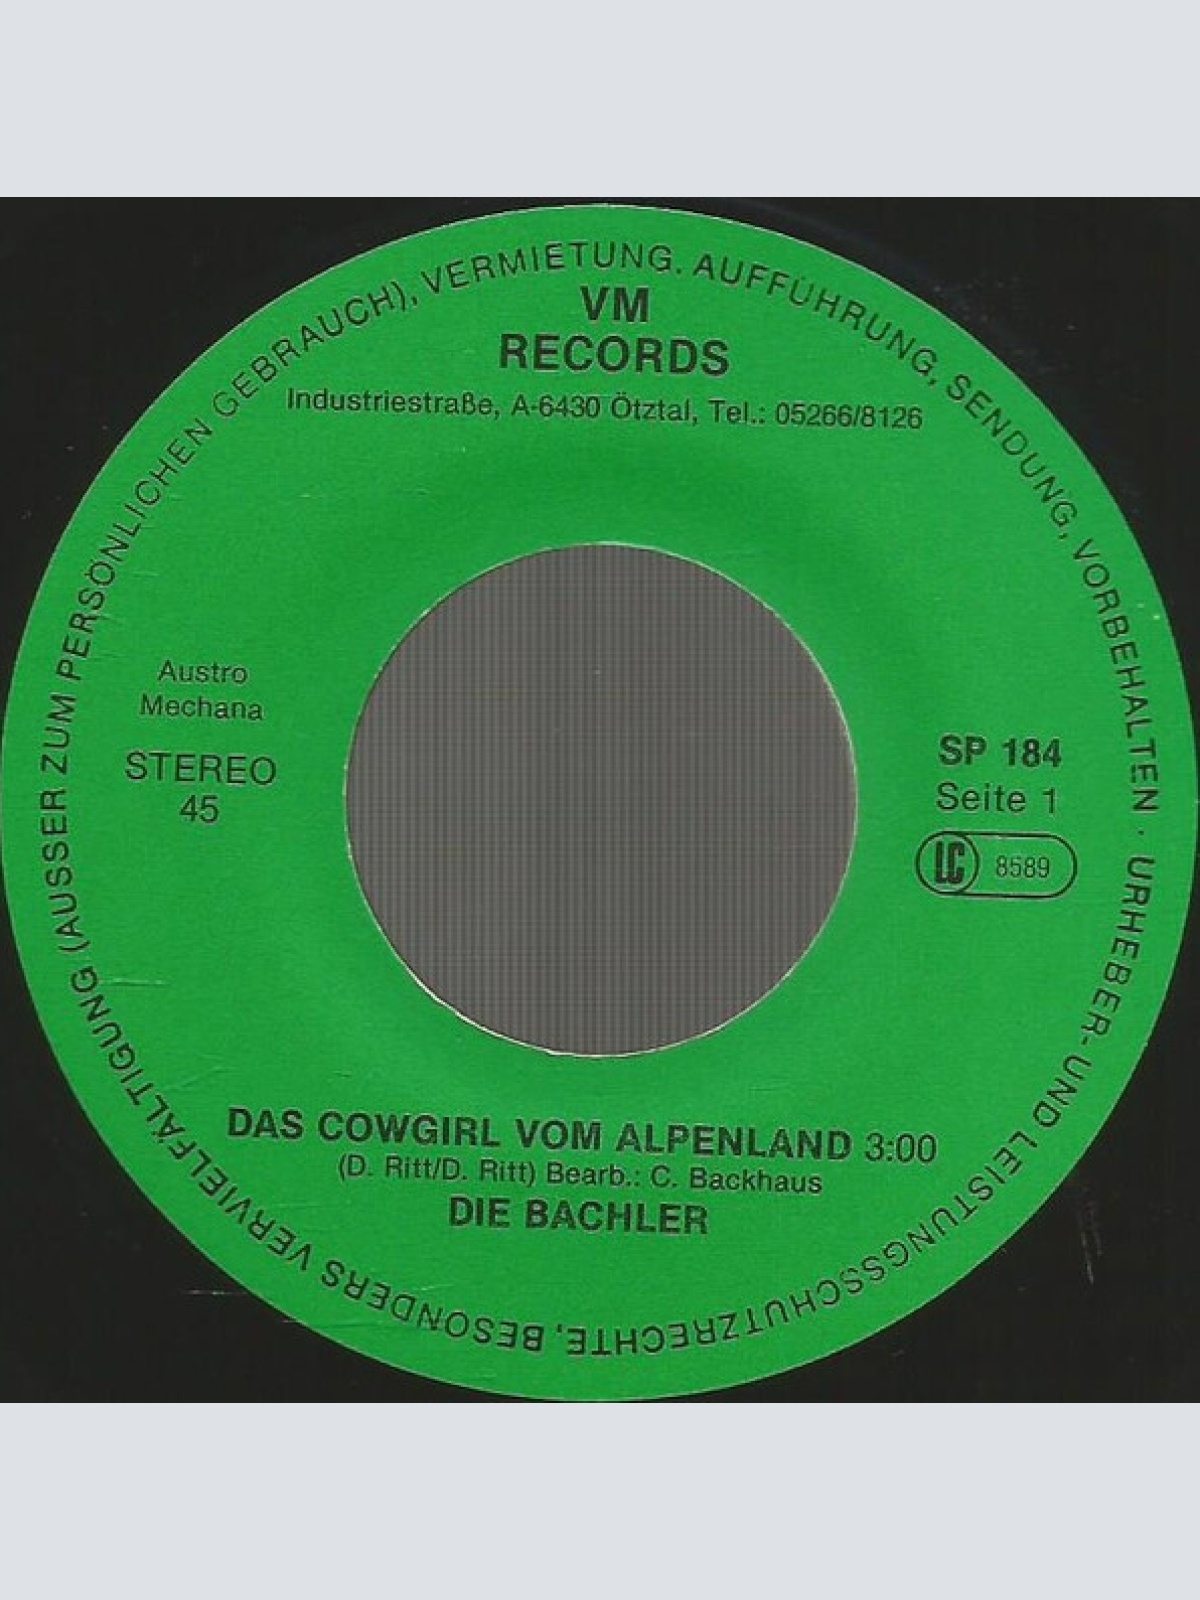 VM
RECORDS
Industriestraße, A-6430 Ötztal, Tel.: 05266/8126
Austro
Mechana
STEREO
45
SP 184
Seite 1
LC 8589
DAS COWGIRL VOM ALPENLAND 3:00
(D. Ritt/D. Ritt) Bearb.: C. Backhaus
DIE BACHLER
URHEBER- UND LEISTUNGSSCHUTZRECHTE, BESONDERS VERVIELFÄLTIGUNG (AUSSER ZUM PERSÖNLICHEN GEBRAUCH), VERMIETUNG. AUFFÜHRUNG, SENDUNG, VORBEHALTEN ·